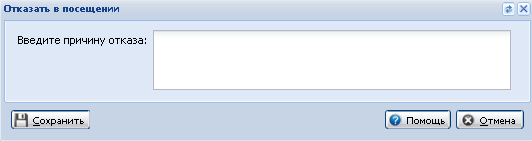 Отказать в посещении
Введите причину отказа:
Сохранить
Помощь
Отмена